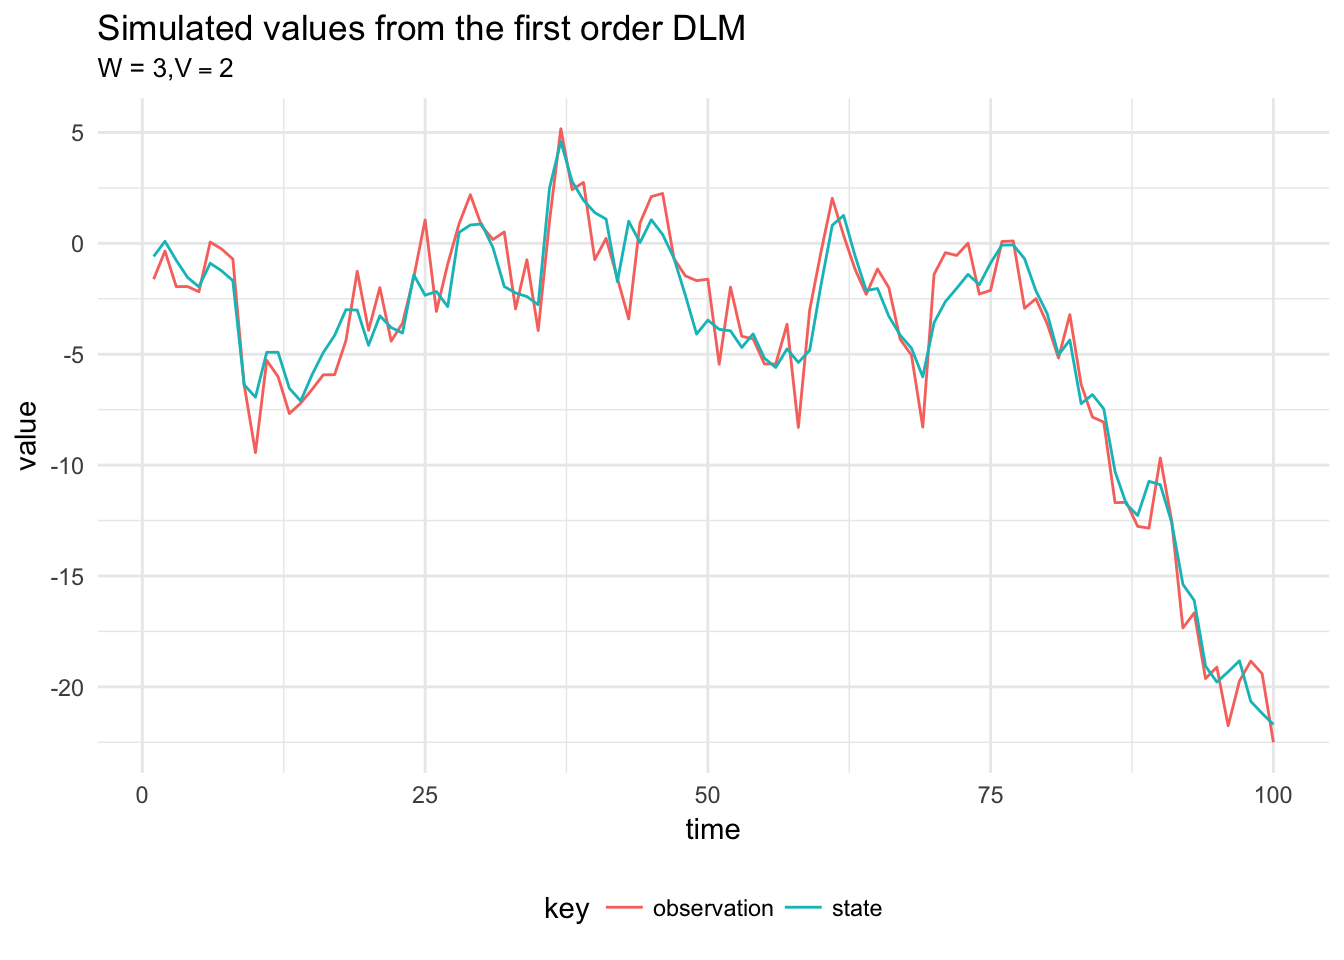 Simulated values from the first order DLM
W = 3,V = 2
5
0
-5
-10
-15
-20
value
0 25 50 75 100
time
key observation state